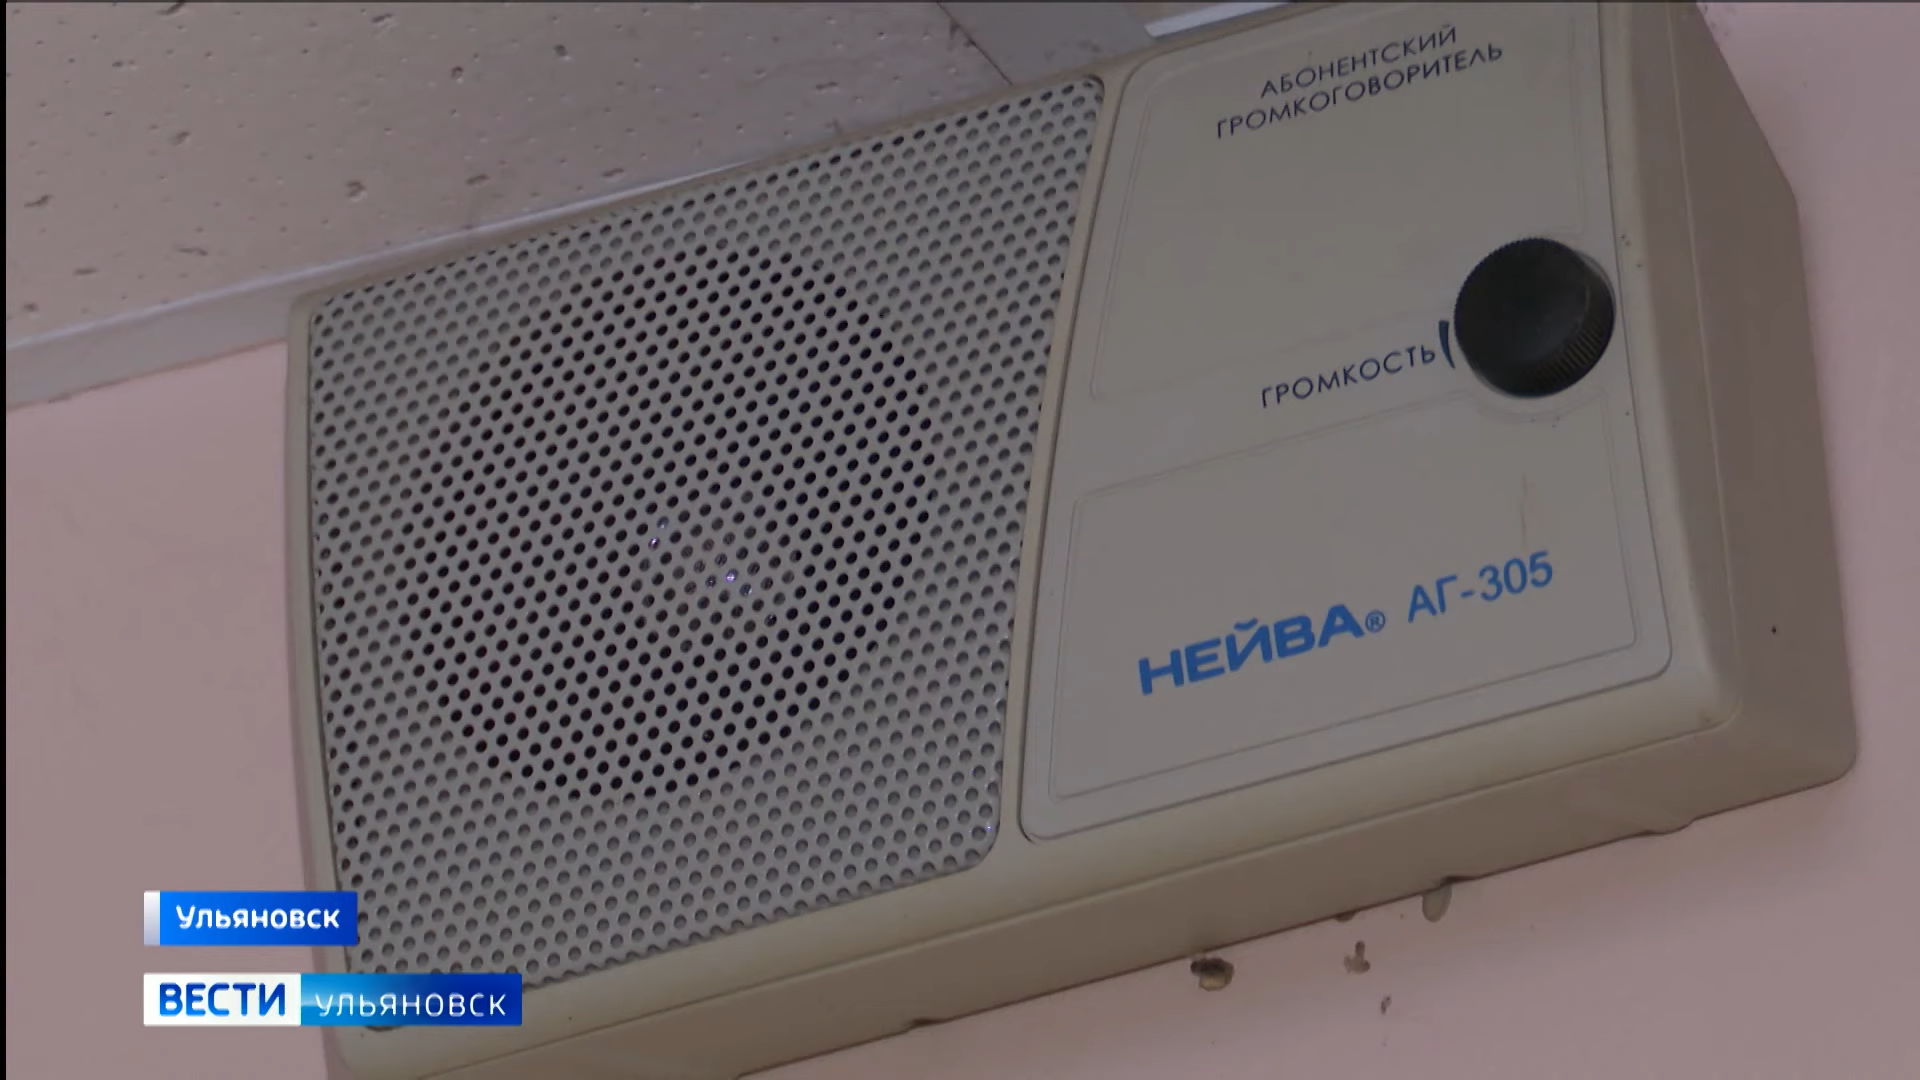 АБОНЕНТСКИЙ
ГРОМКОГОВОРИТЕЛЬ
ГРОМКОСТЬ
НЕЙВА® АГ-305
Ульяновск
ВЕСТИ УЛЬЯНОВСК